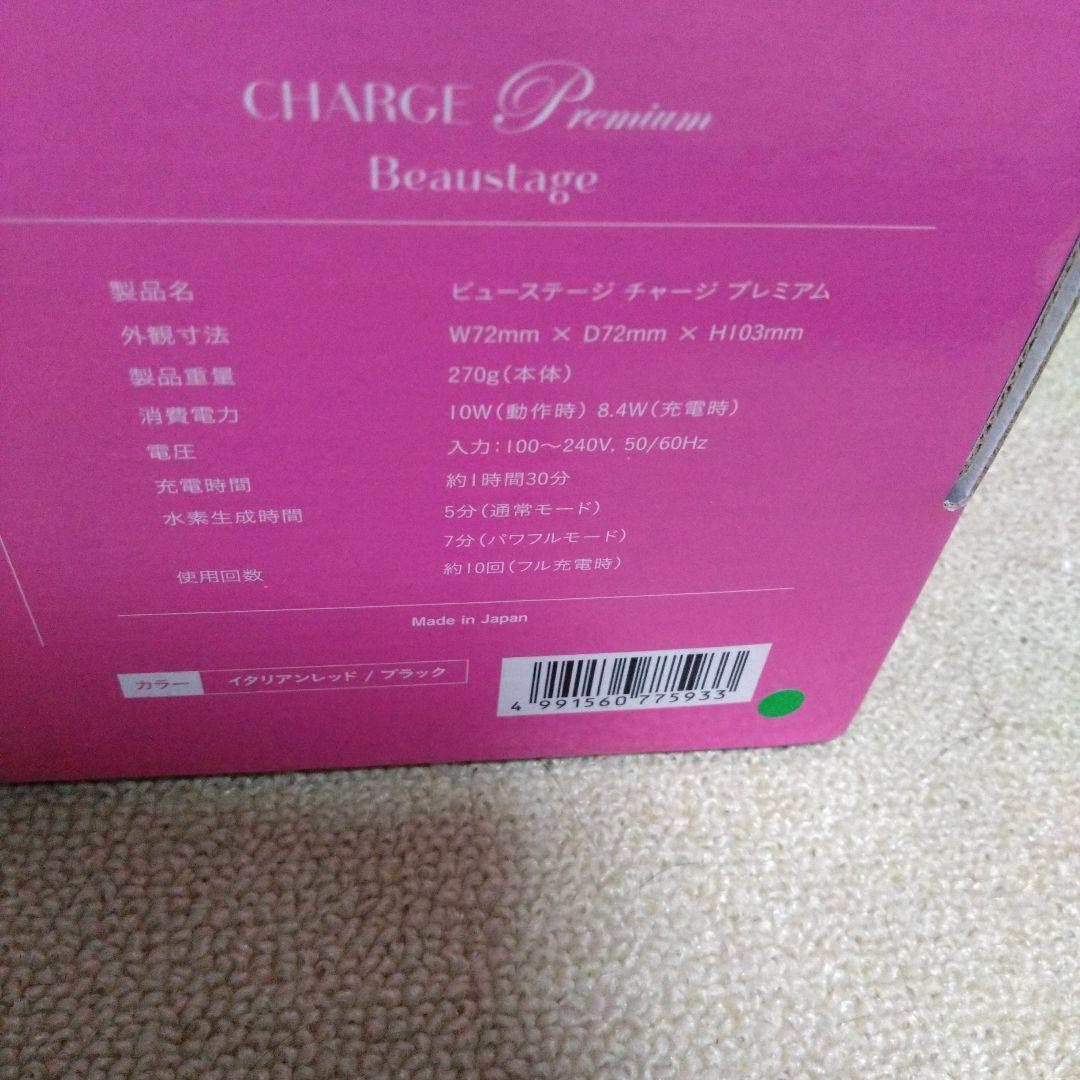 CHARGE Premium
Beaustage
製品名 ビューステージ チャージ プレミアム
外観寸法 W72mm × D72mm × H103mm
製品重量 270g(本体)
消費電力 10W(動作時) 8.4W(充電時)
電圧 入力:100～240V, 50/60Hz
充電時間 約1時間30分
水素生成時間 5分(通常モード)
7分(パワフルモード)
使用回数 約10回(フル充電時)
Made in Japan
カラー イタリアンレッド / ブラック
4 991560 775933